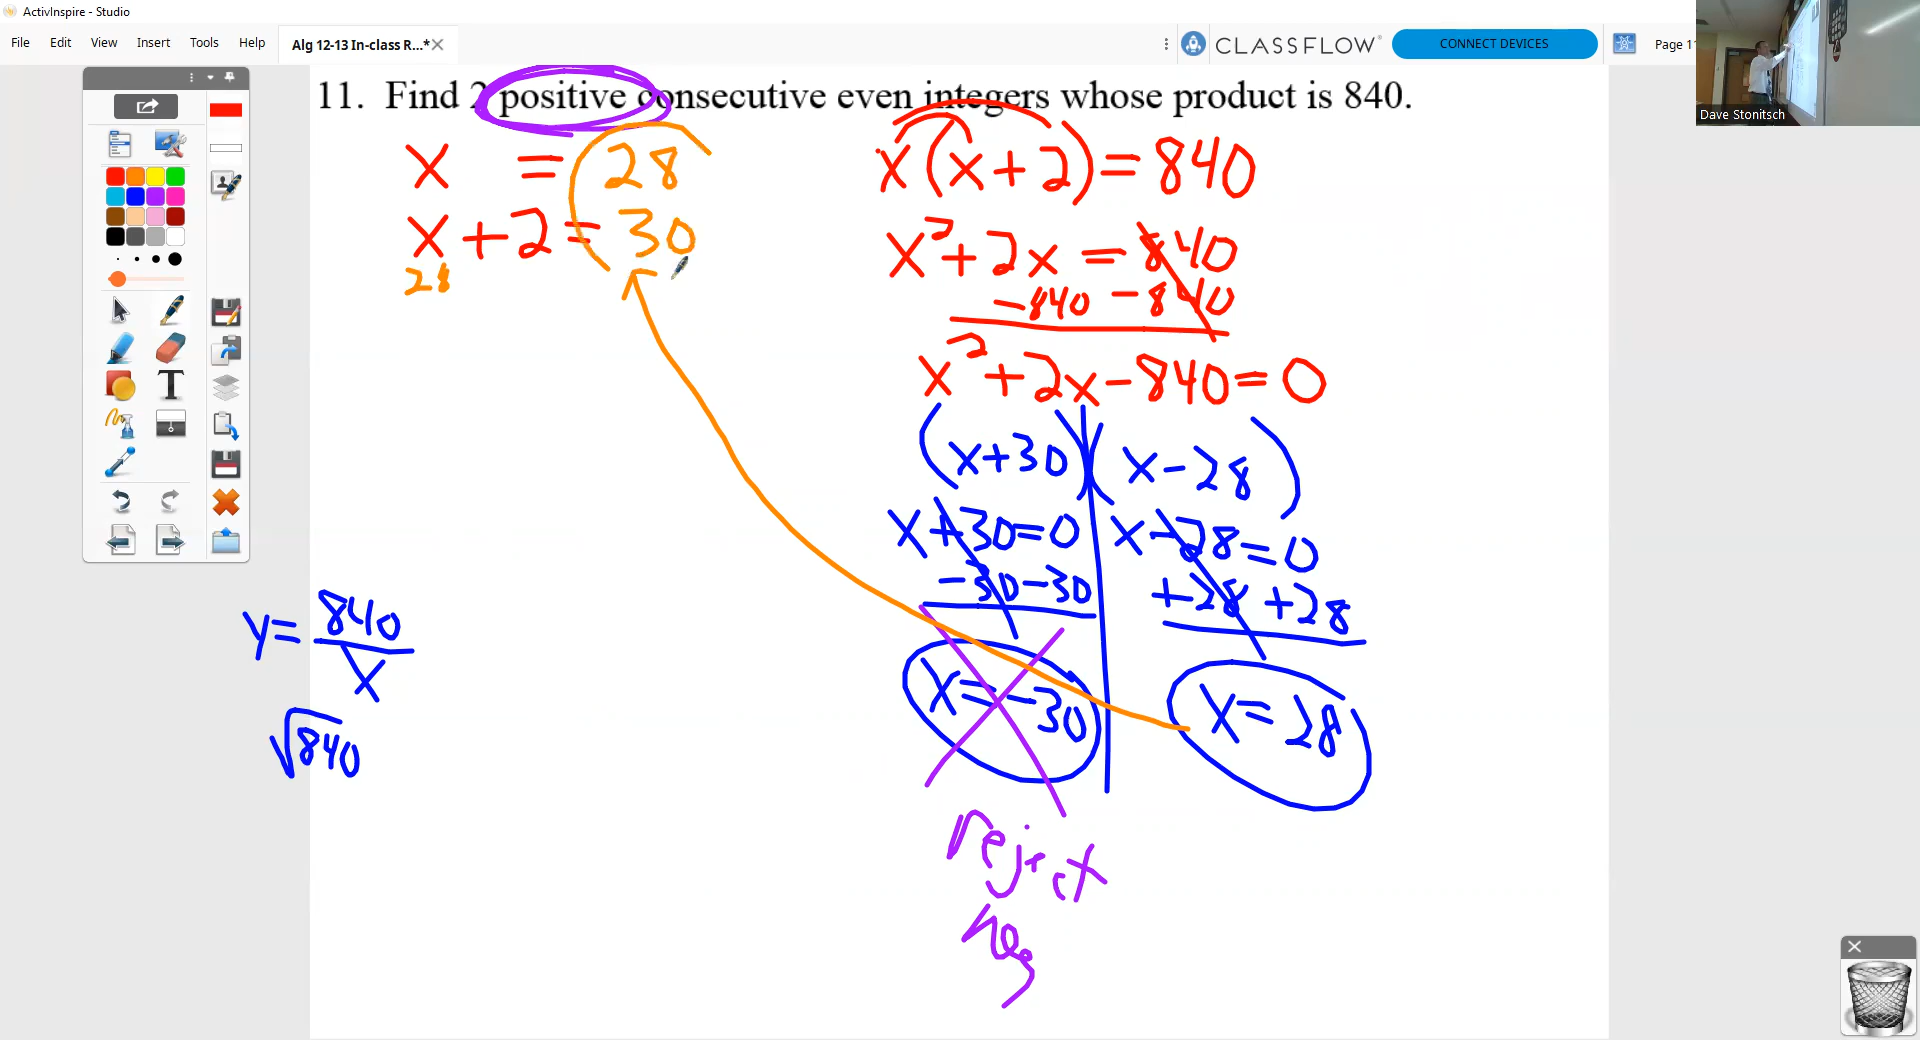 ActivInspire - Studio
File Edit View Insert Tools Help
Alg 12-13 In-class R...*
CLASSFLOW
CONNECT DEVICES
Page 1
Dave Stonitsch
11. Find 2 positive consecutive even integers whose product is 840.
x = 28
x + 2 = 30
28
x(x + 2) = 840
x² + 2x = 840
- 840 - 840
x² + 2x - 840 = 0
(x + 30)(x - 28)
x + 30 = 0
- 30 - 30
x = -30
reject
neg
x - 28 = 0
+ 28 + 28
x = 28
y = 840/x
√840